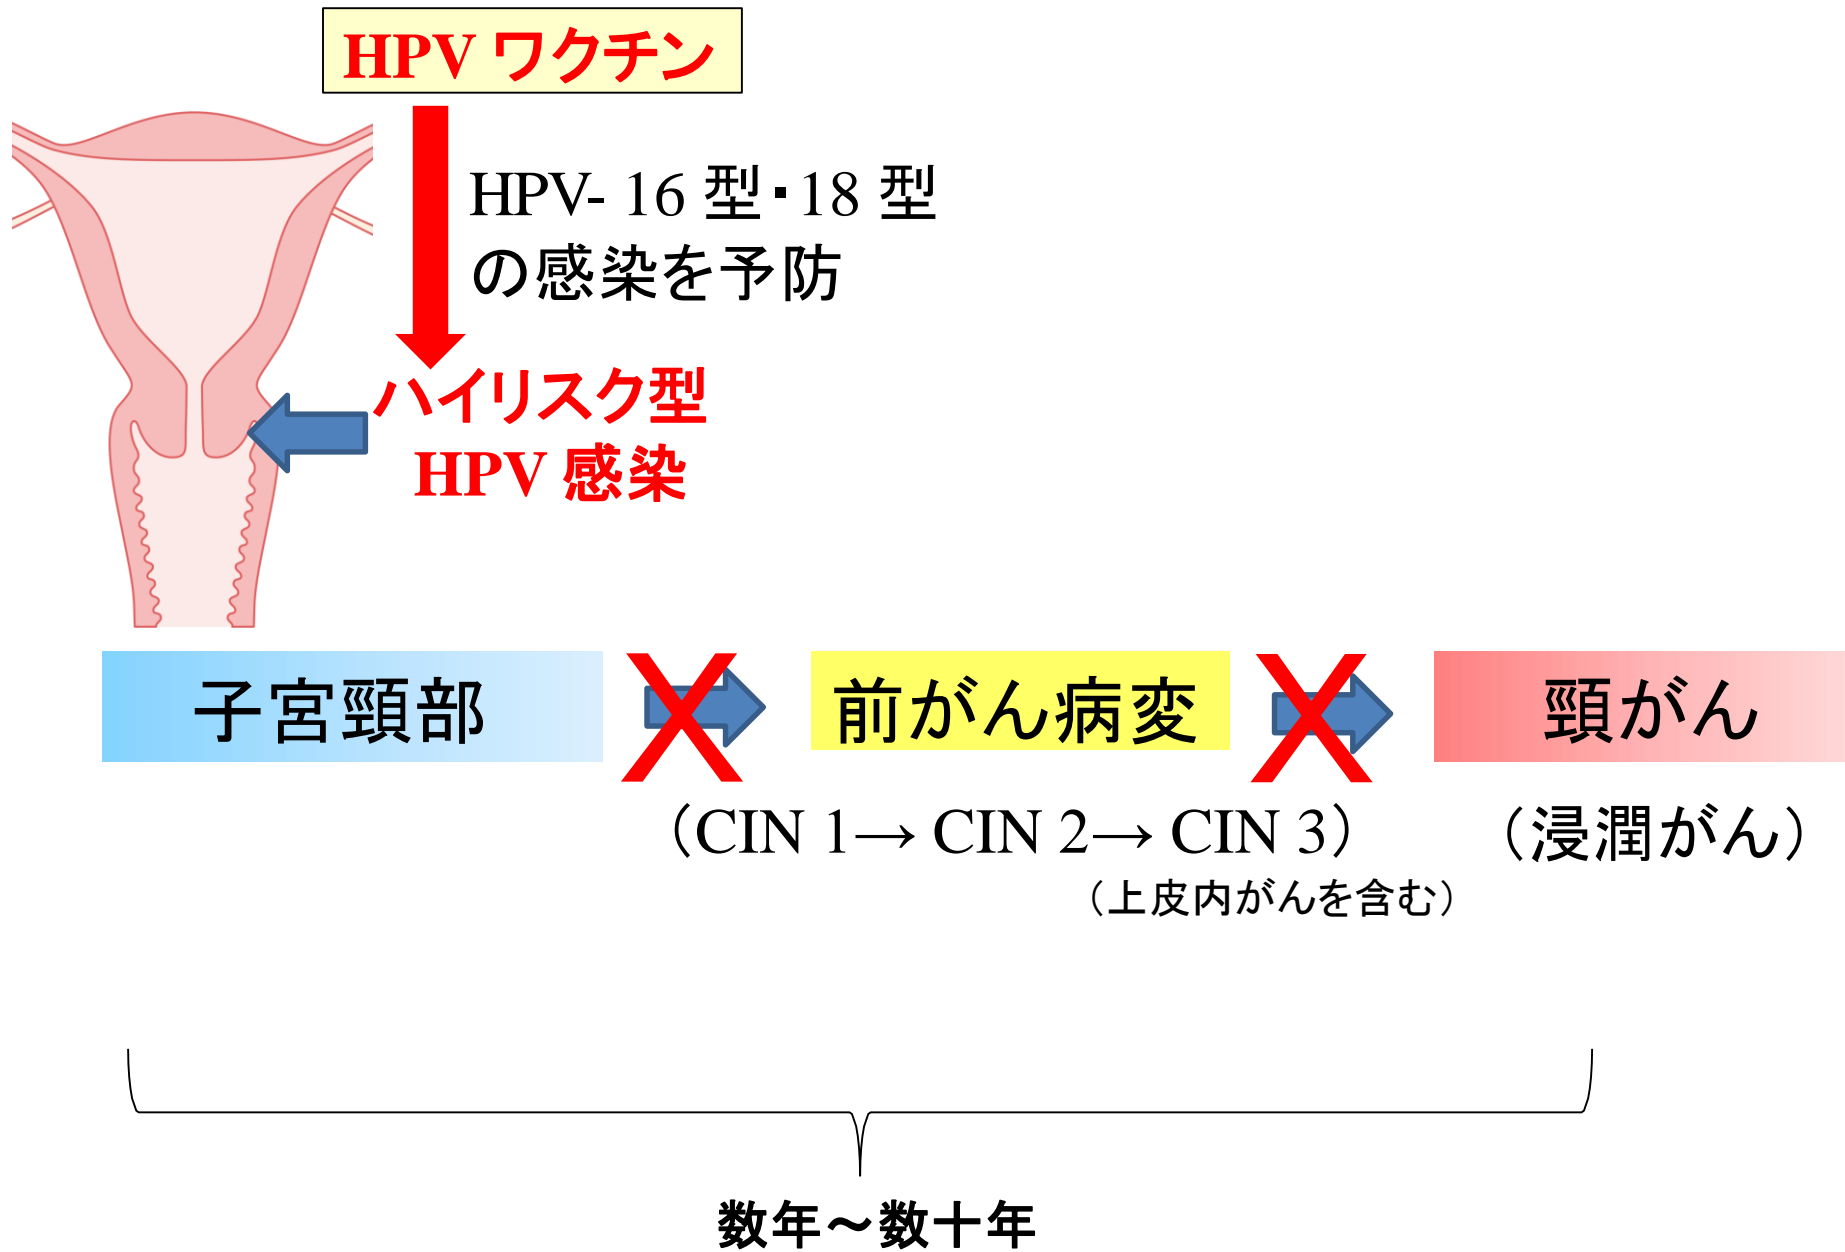 HPV ワクチン
HPV- 16 型・18 型
の感染を予防
ハイリスク型
HPV 感染
子宮頸部
前がん病変
頸がん
（CIN 1→ CIN 2→ CIN 3）
（浸潤がん）
（上皮内がんを含む）
数年～数十年